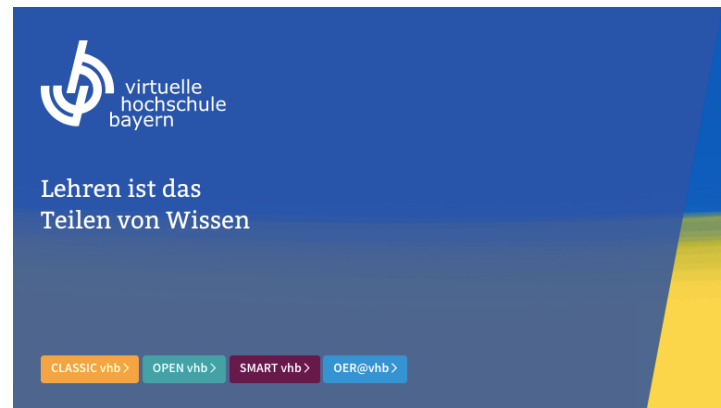 virtuelle
hochschule
bayern
Lehren ist das
Teilen von Wissen
CLASSIC vhb >
OPEN vhb >
SMART vhb >
OER@vhb >